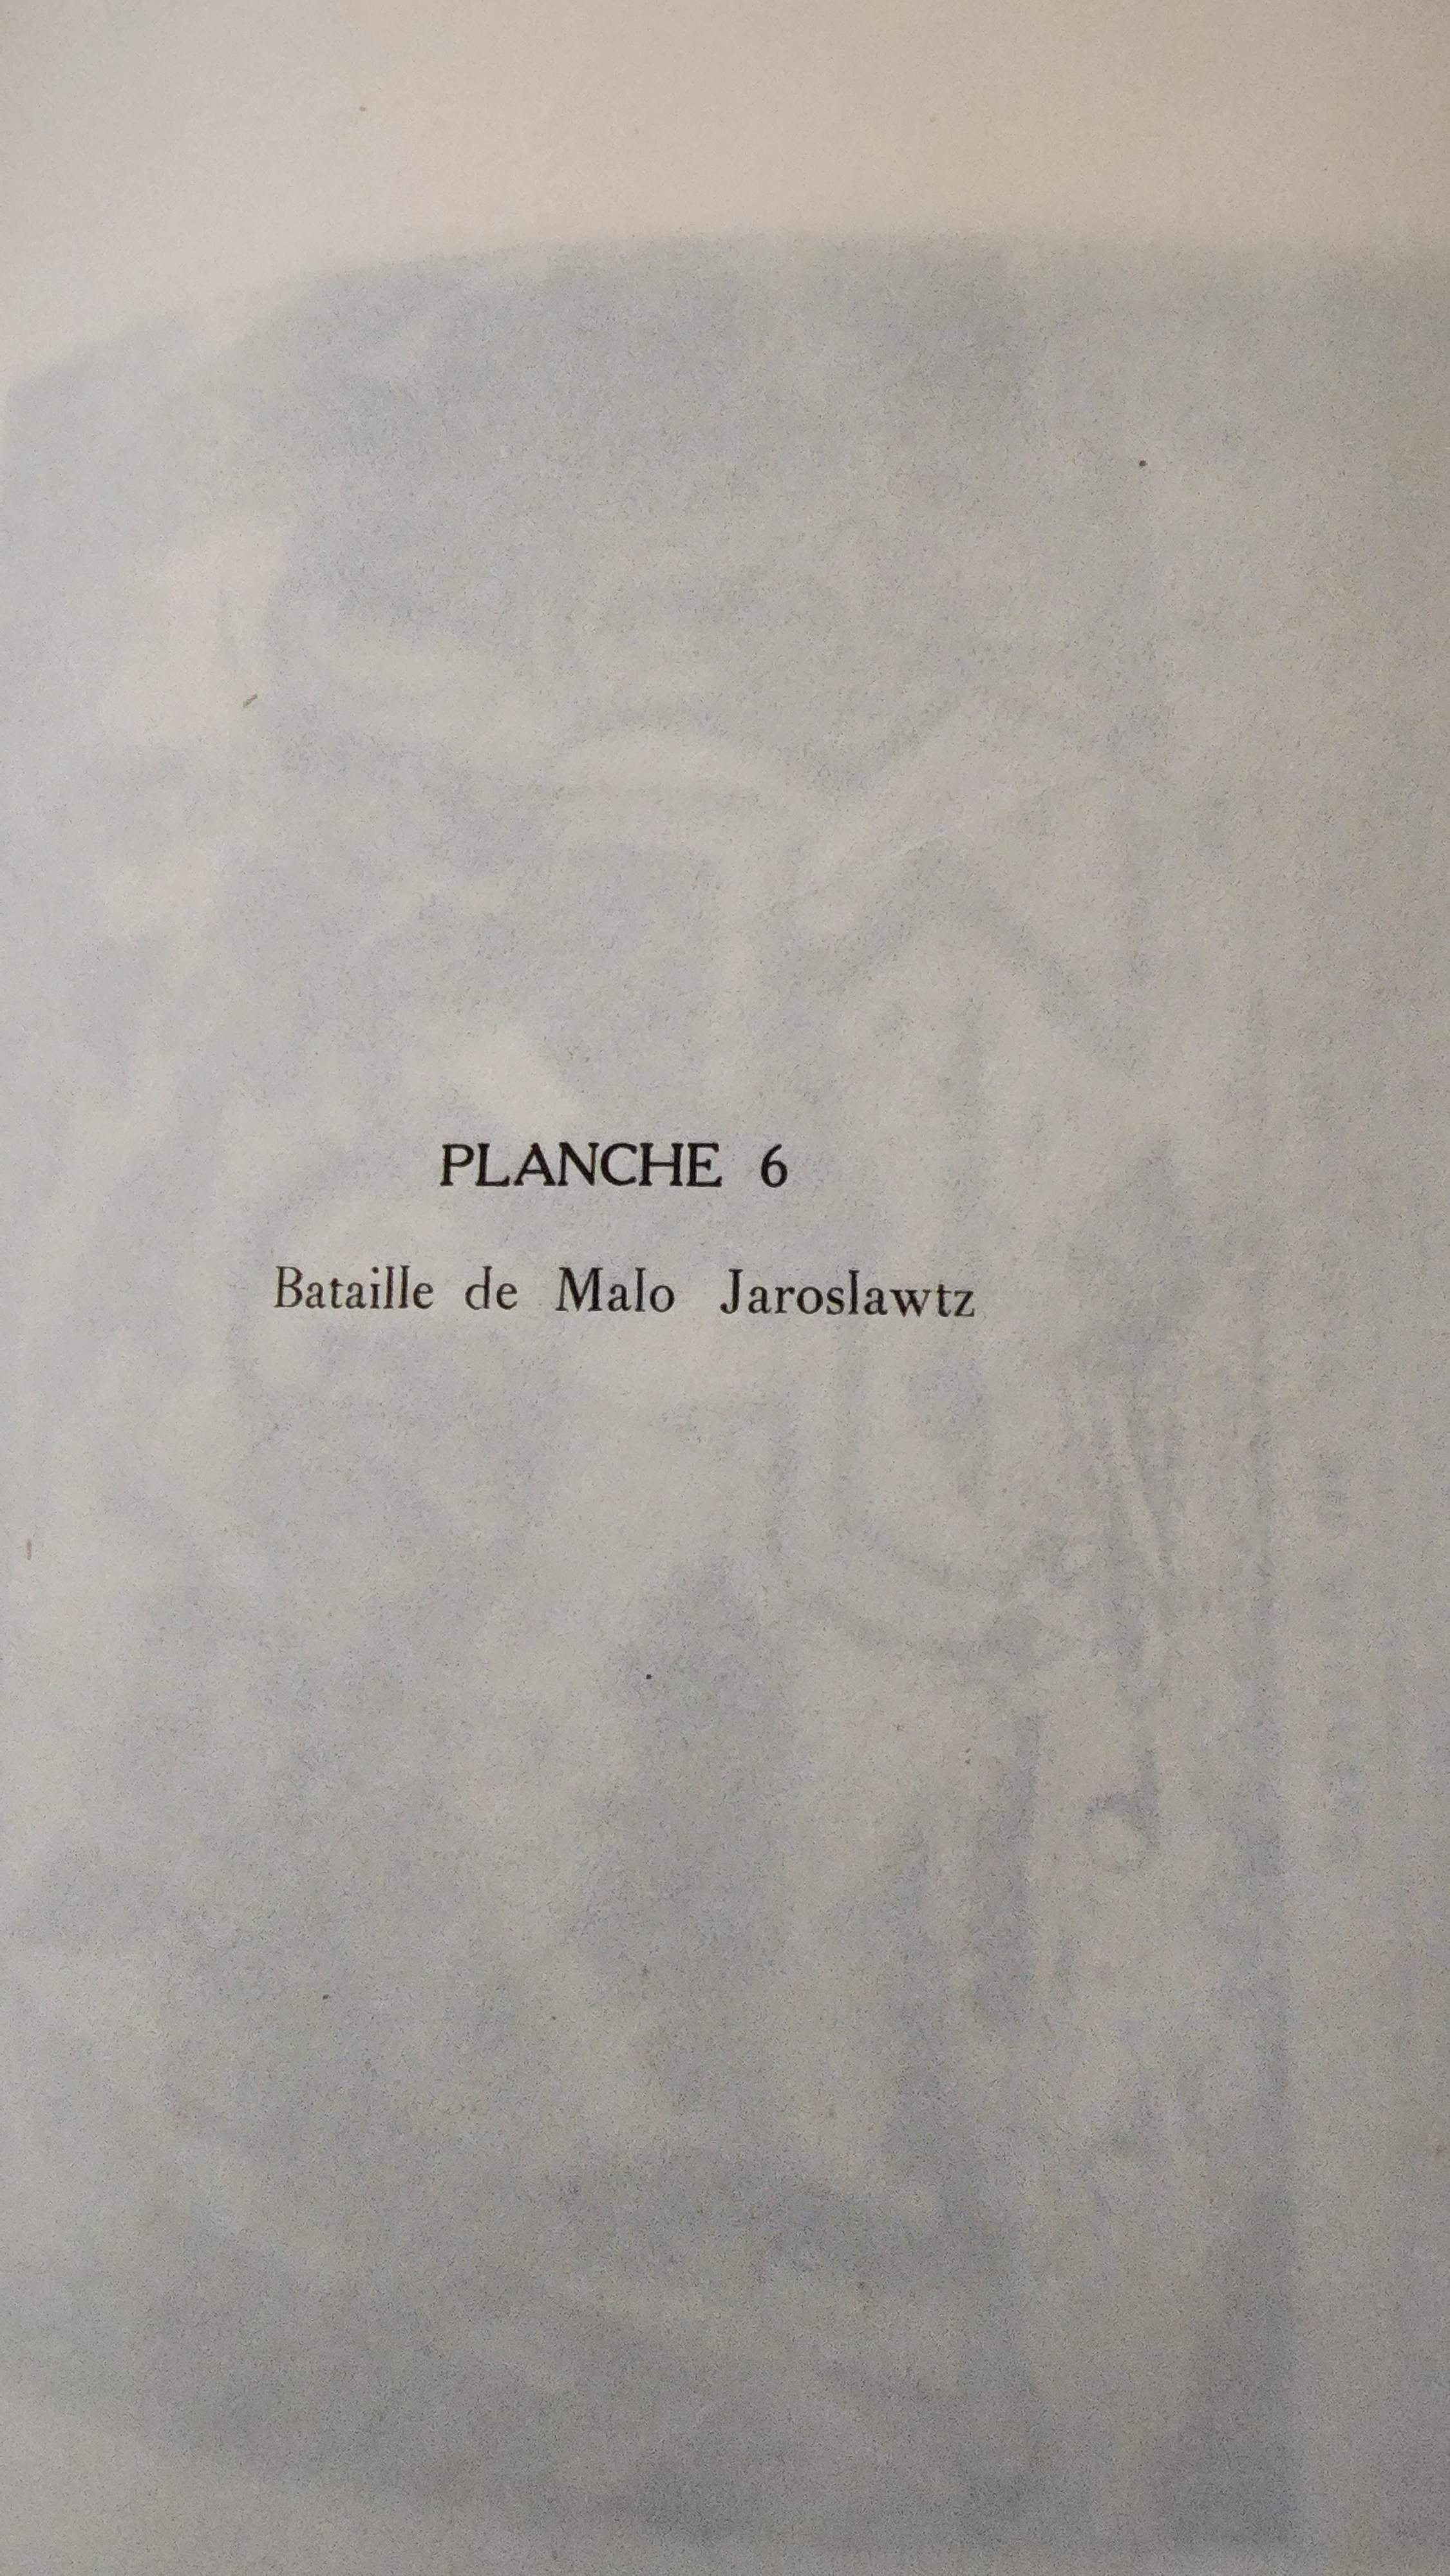 PLANCHE 6
Bataille de Malo Jaroslawtz